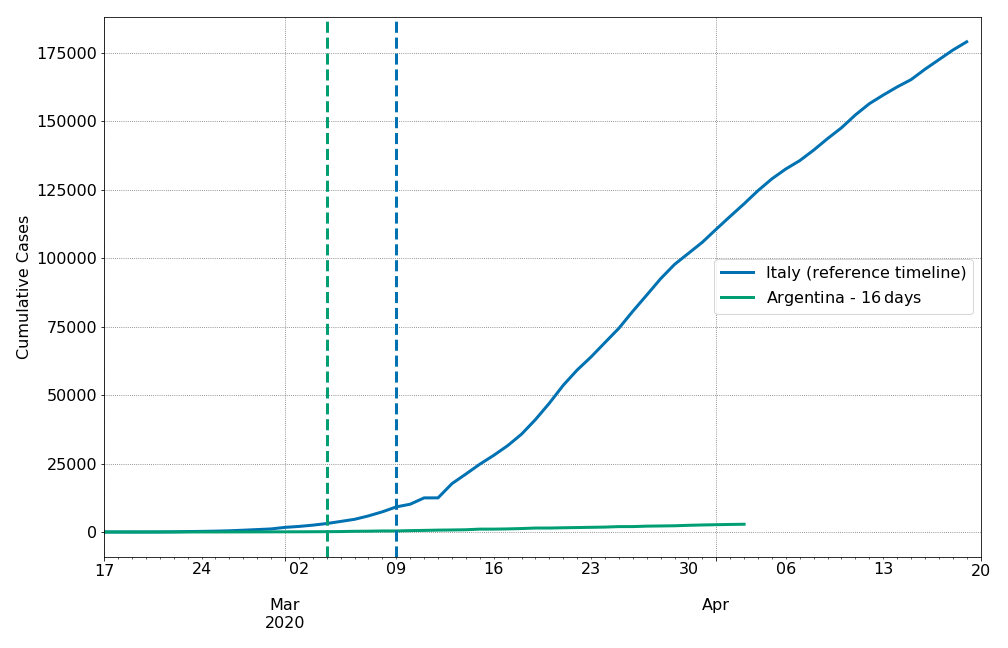 Cumulative Cases
175000
150000
125000
100000
75000
50000
25000
0
Italy (reference timeline)
Argentina - 16 days
17 24 02 09 16 23 30 06 13 20
Mar Apr
2020